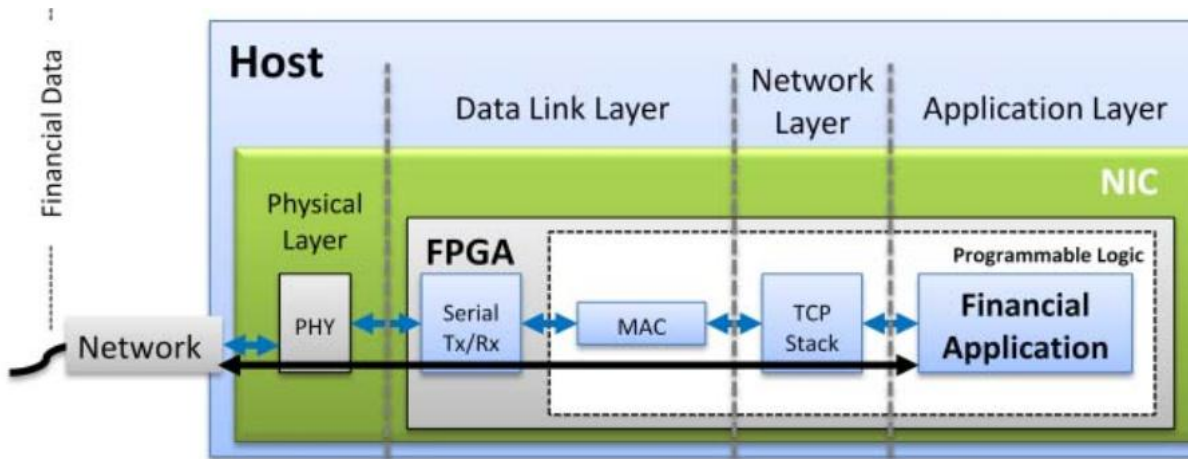 Financial Data
Host
Data Link Layer
Network
Layer
Application Layer
NIC
Physical
Layer
FPGA
Programmable Logic
Network
PHY
Serial
Tx/Rx
MAC
TCP
Stack
Financial
Application